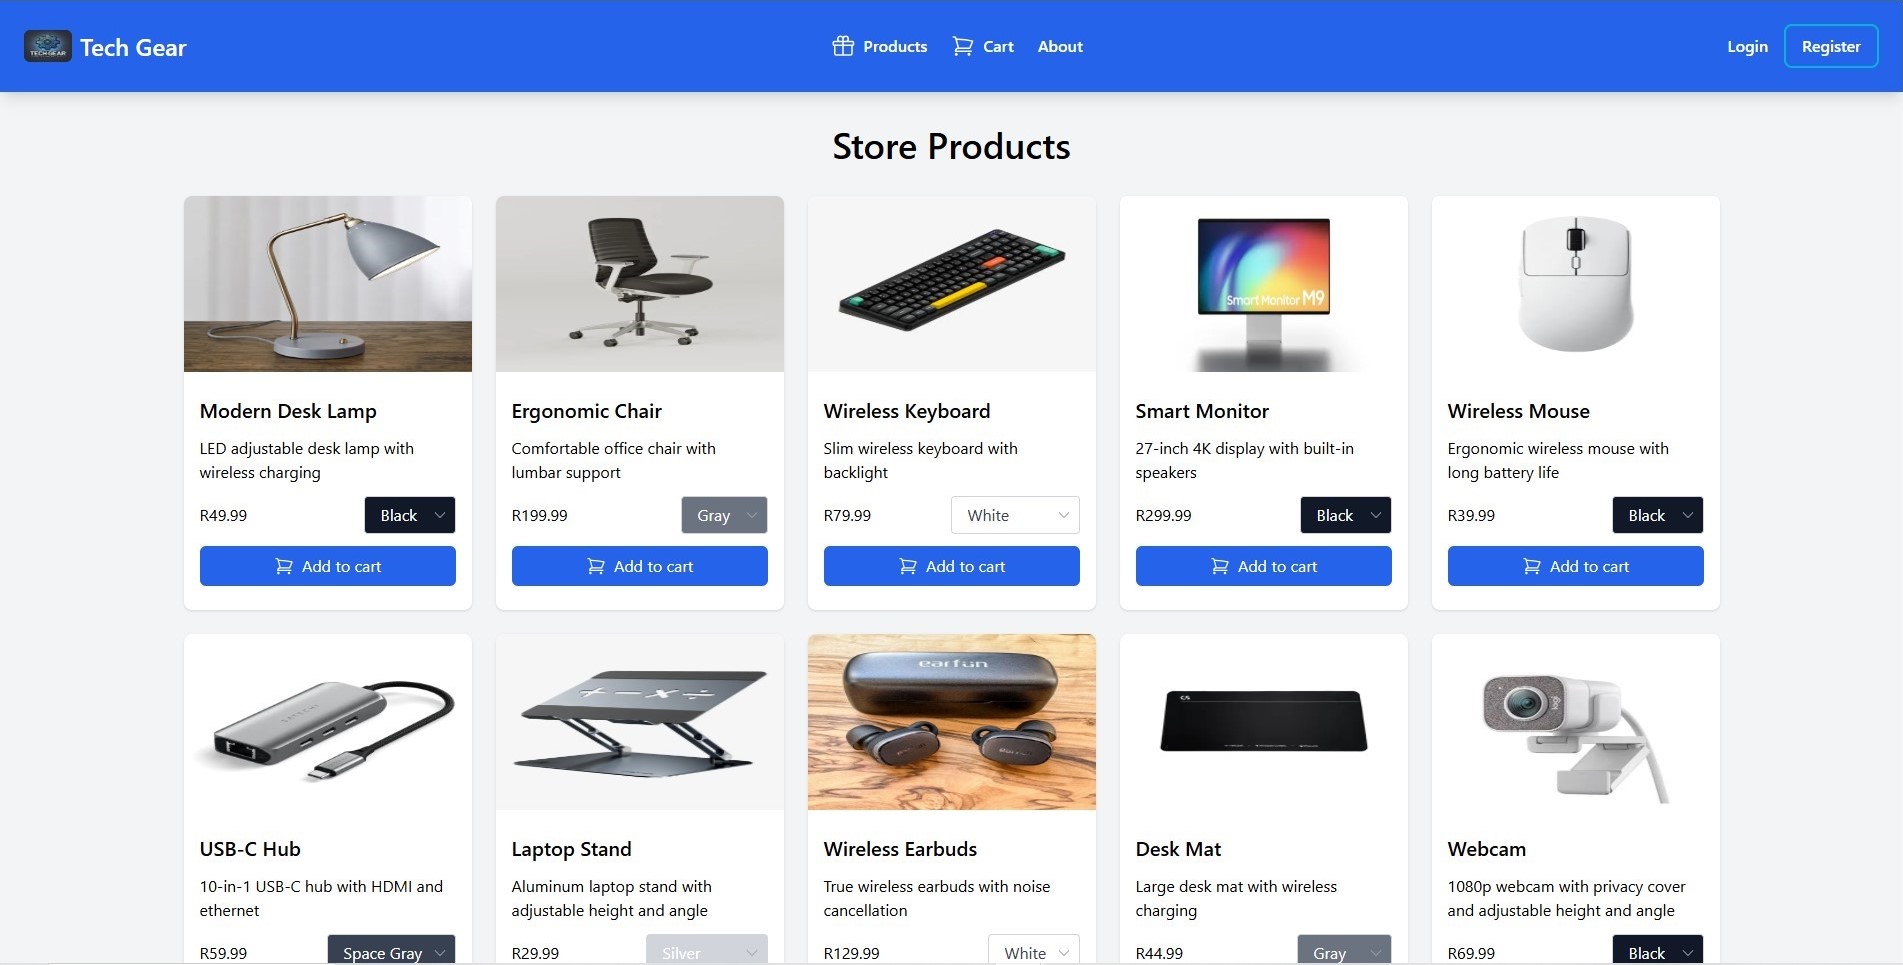 TECH GEAR
Tech Gear
Products
Cart
About
Login
Register
Store Products
Smart Monitor M9
Modern Desk Lamp
LED adjustable desk lamp with
wireless charging
R49.99
Black
Add to cart
Ergonomic Chair
Comfortable office chair with
lumbar support
R199.99
Gray
Add to cart
Wireless Keyboard
Slim wireless keyboard with
backlight
R79.99
White
Add to cart
Smart Monitor
27-inch 4K display with built-in
speakers
R299.99
Black
Add to cart
Wireless Mouse
Ergonomic wireless mouse with
long battery life
R39.99
Black
Add to cart
USB-C Hub
10-in-1 USB-C hub with HDMI and
ethernet
R59.99
Space Gray
+ − × ÷
Laptop Stand
Aluminum laptop stand with
adjustable height and angle
R29.99
Silver
earfun
Wireless Earbuds
True wireless earbuds with noise
cancellation
R129.99
White
Desk Mat
Large desk mat with wireless
charging
R44.99
Gray
logi
Webcam
1080p webcam with privacy cover
and adjustable height and angle
R69.99
Black